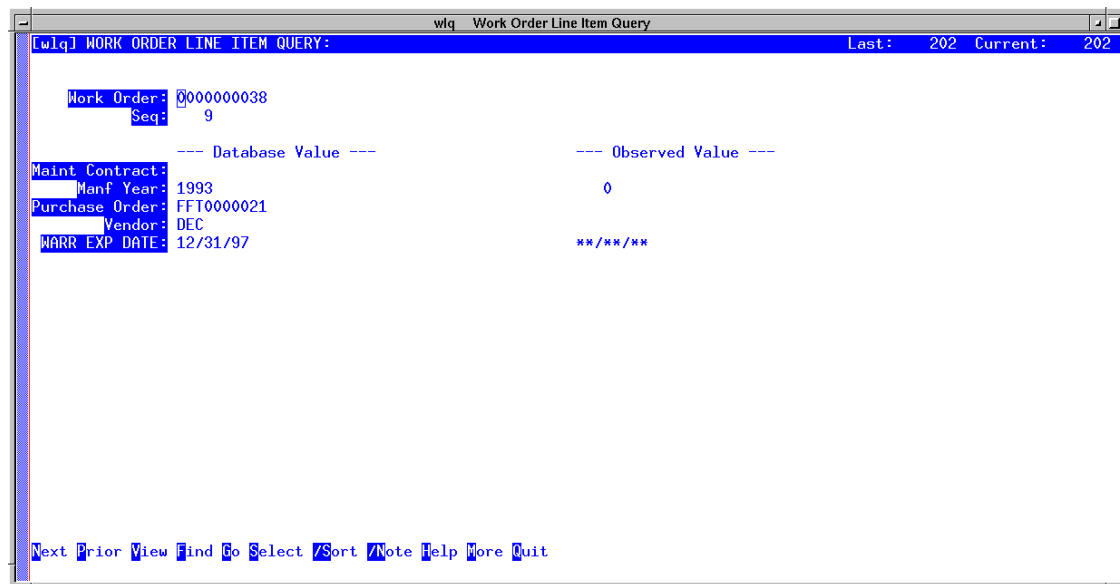 wlq Work Order Line Item Query
[wlq] WORK ORDER LINE ITEM QUERY: Last: 202 Current: 202
Work Order: 0000000038
Seq: 9
--- Database Value --- --- Observed Value ---
Maint Contract:
Manf Year: 1993 0
Purchase Order: FFT0000021
Vendor: DEC
WARR EXP DATE: 12/31/97 **/**/**
Next Prior View Find Go Select /Sort /Note Help More Quit